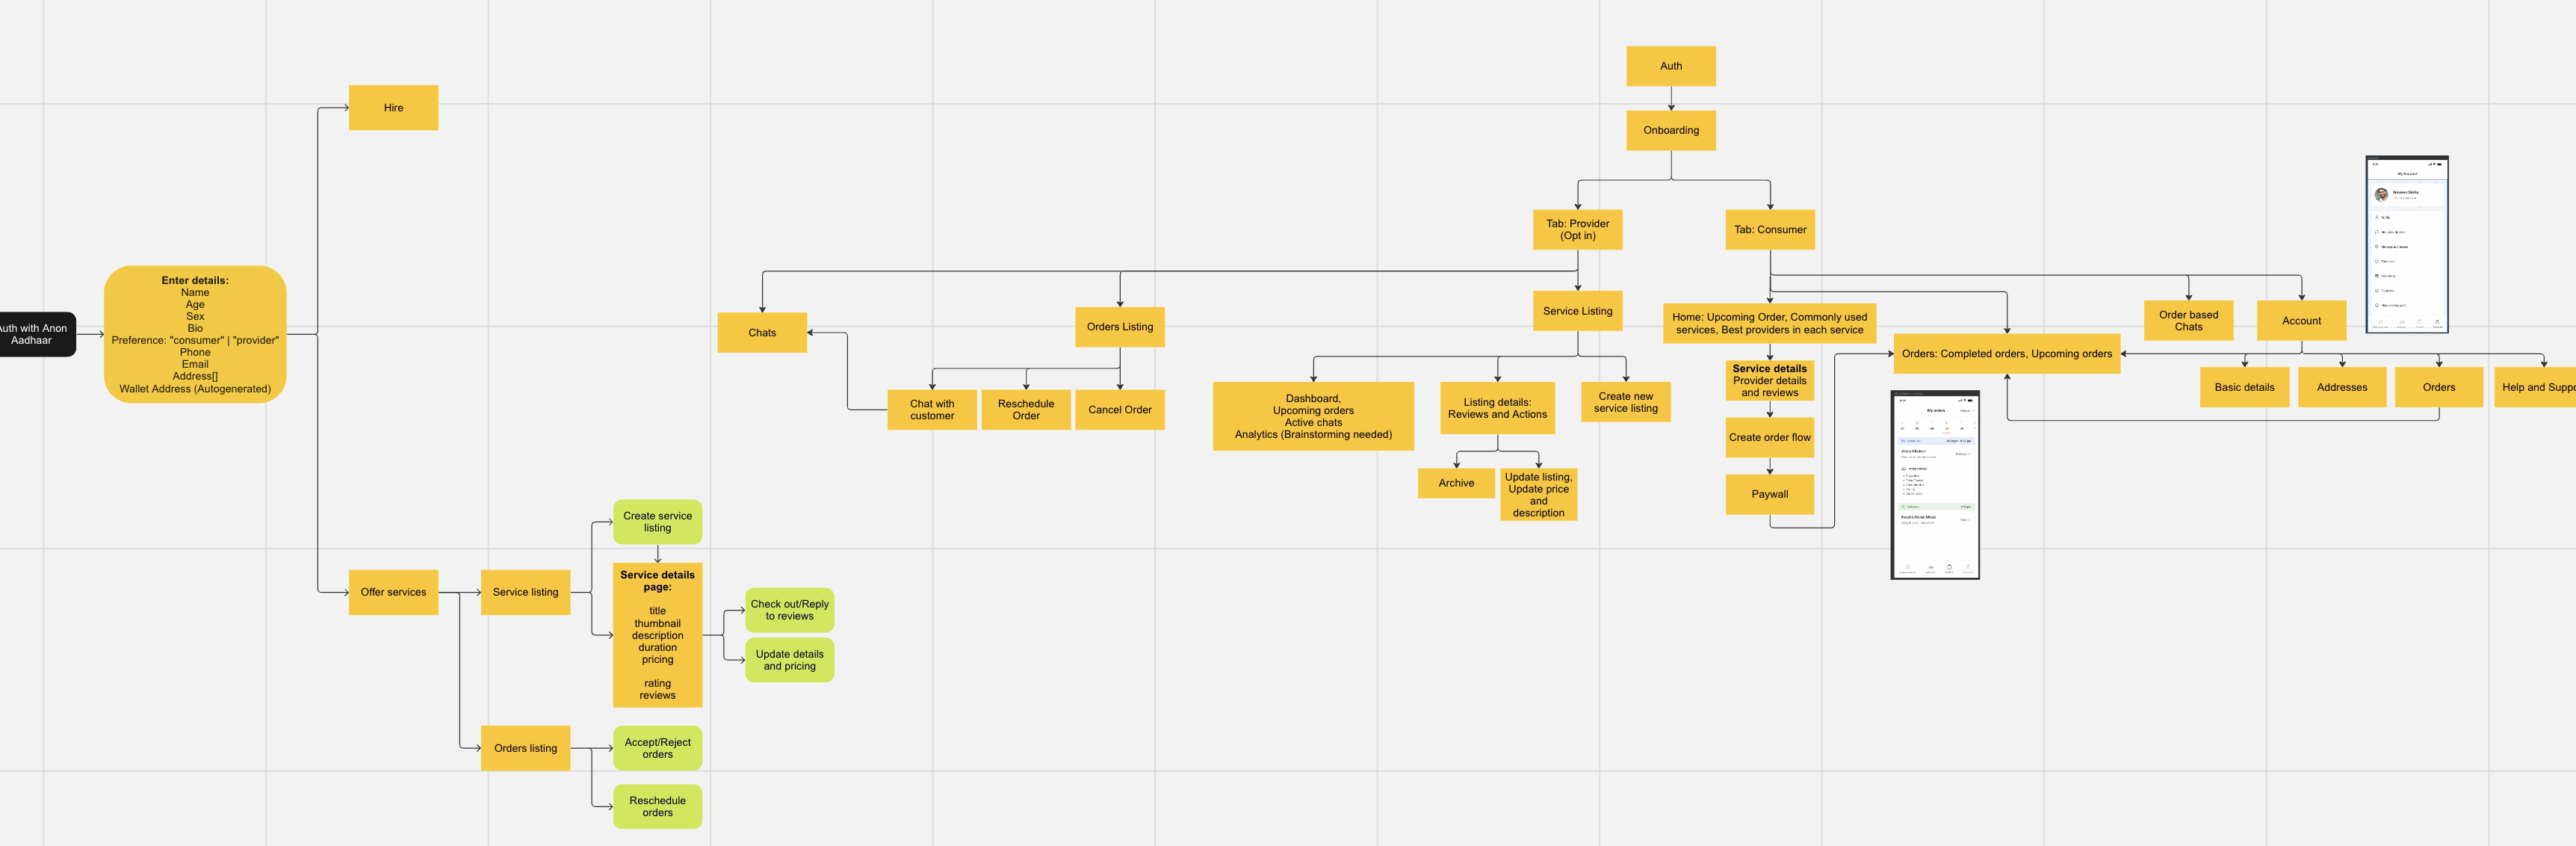 Auth with Anon
Aadhaar
Enter details:
Name
Age
Sex
Bio
Preference: "consumer" | "provider"
Phone
Email
Address[]
Wallet Address (Autogenerated)
Hire
Offer services
Service listing
Create service
listing
Service details
page:
title
thumbnail
description
duration
pricing
rating
reviews
Check out/Reply
to reviews
Update details
and pricing
Orders listing
Accept/Reject
orders
Reschedule
orders
Auth
Onboarding
Tab: Provider
(Opt in)
Tab: Consumer
Chats
Orders Listing
Chat with
customer
Reschedule
Order
Cancel Order
Service Listing
Dashboard,
Upcoming orders
Active chats
Analytics (Brainstorming needed)
Listing details:
Reviews and Actions
Create new
service listing
Archive
Update listing,
Update price
and
description
Home: Upcoming Order, Commonly used
services, Best providers in each service
Service details
Provider details
and reviews
Create order flow
Paywall
Orders: Completed orders, Upcoming orders
Order based
Chats
Account
Basic details
Addresses
Orders
Help and Suppo
My Account